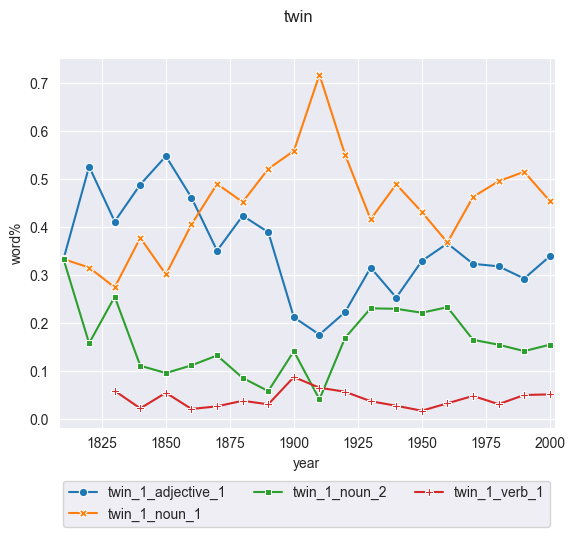 twin
0.7
0.6
0.5
0.4
0.3
0.2
0.1
0.0
word%
1825 1850 1875 1900 1925 1950 1975 2000
year
twin_1_adjective_1 twin_1_noun_2 twin_1_verb_1
twin_1_noun_1